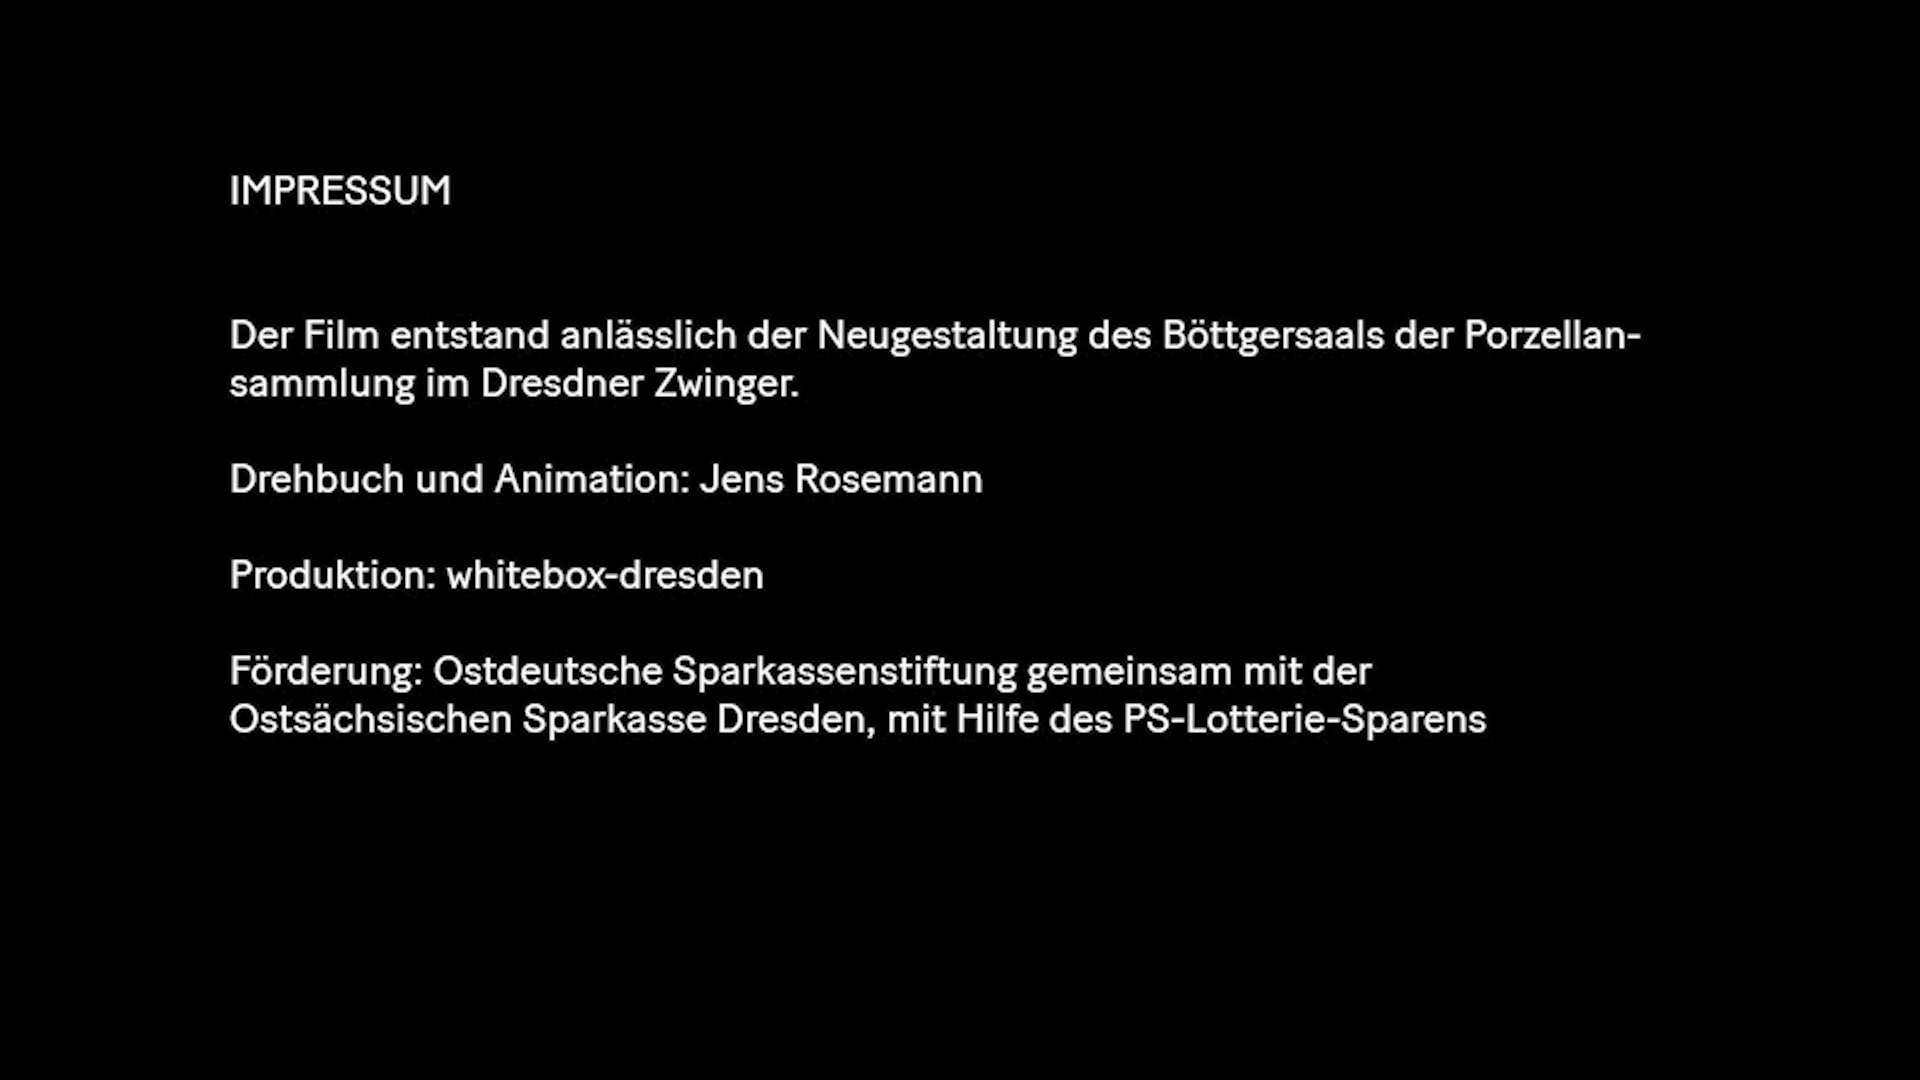 IMPRESSUM
Der Film entstand anlässlich der Neugestaltung des Böttgersaals der Porzellan-
sammlung im Dresdner Zwinger.
Drehbuch und Animation: Jens Rosemann
Produktion: whitebox-dresden
Förderung: Ostdeutsche Sparkassenstiftung gemeinsam mit der
Ostsächsischen Sparkasse Dresden, mit Hilfe des PS-Lotterie-Sparens